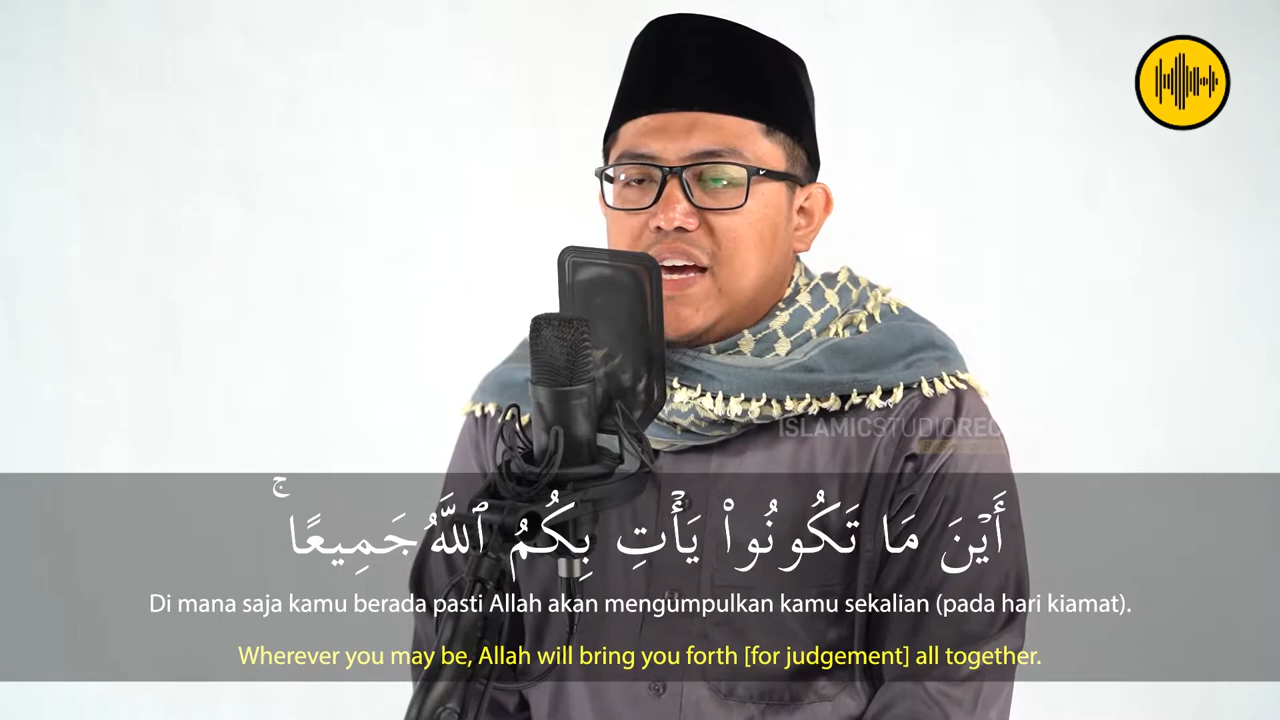 ISLAMICSTUDIOREC
أَيۡنَ مَا تَكُونُواْ يَأۡتِ بِكُمُ ٱللَّهُ جَمِيعًاۚ
Di mana saja kamu berada pasti Allah akan mengumpulkan kamu sekalian (pada hari kiamat).
Wherever you may be, Allah will bring you forth [for judgement] all together.